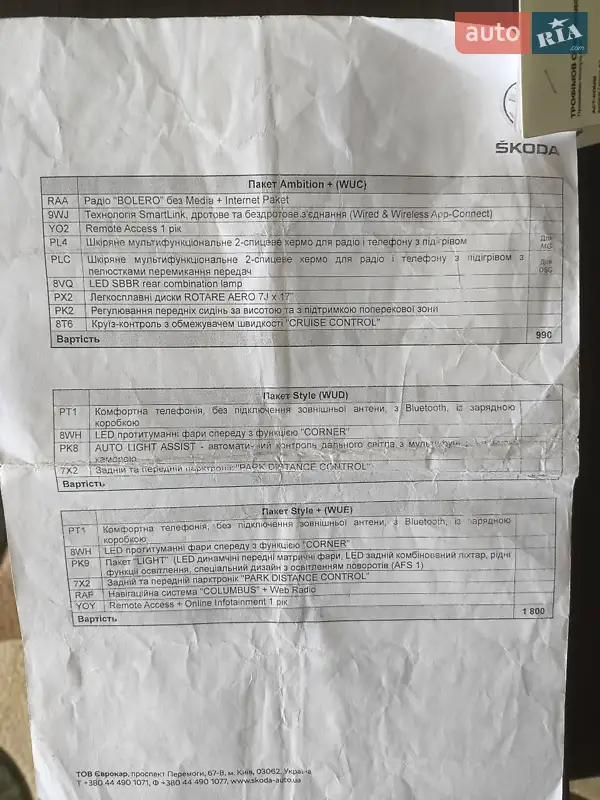 auto RIA .com
ТРОФІМОВ С
ŠKODA
Пакет Ambition + (WUC)
RAA Радіо "BOLERO" без Media + Internet Paket
9WJ Технологія SmartLink, дротове та бездротове з'єднання (Wired & Wireless App-Connect)
YO2 Remote Access 1 рік
PL4 Шкіряне мультифункціональне 2-спицеве кермо для радіо і телефону з підігрівом Для MG
PLC Шкіряне мультифункціональне 2-спицеве кермо для радіо і телефону з підігрівом з Для DSG
пелюстками перемикання передач
8VQ LED SBBR rear combination lamp
PX2 Легкосплавні диски ROTARE AERO 7J x 17"
PK2 Регулювання передніх сидінь за висотою та з підтримкою поперекової зони
8T6 Круїз-контроль з обмежувачем швидкості "CRUISE CONTROL"
Вартість 990
Пакет Style (WUD)
PT1 Комфортна телефонія, без підключення зовнішньої антени, з Bluetooth, із зарядною
коробкою
8WH LED протитуманні фари спереду з функцією "CORNER"
PK8 AUTO LIGHT ASSIST - автоматичний контроль дального світла з
камерою
7X2 Задній та передній парктронік "PARK DISTANCE CONTROL"
Вартість
Пакет Style + (WUE)
PT1 Комфортна телефонія, без підключення зовнішньої антени, з Bluetooth, із зарядною
коробкою
8WH LED протитуманні фари спереду з функцією "CORNER"
PK9 Пакет "LIGHT" (LED динамічні передні матричні фари, LED задній комбінований ліхтар, рідні
функції освітлення, спеціальний дизайн з освітленням поворотів (AFS 1)
7X2 Задній та передній парктронік "PARK DISTANCE CONTROL"
RAF Навігаційна система "COLUMBUS" + Web Radio
YOY Remote Access + Online Infotainment 1 рік
Вартість 1 800
ТОВ Єврокар, проспект Перемоги, 67-В, м. Київ, 03062, Україна
Т +380 44 490 1071, Ф +380 44 490 1077, www.skoda-auto.ua